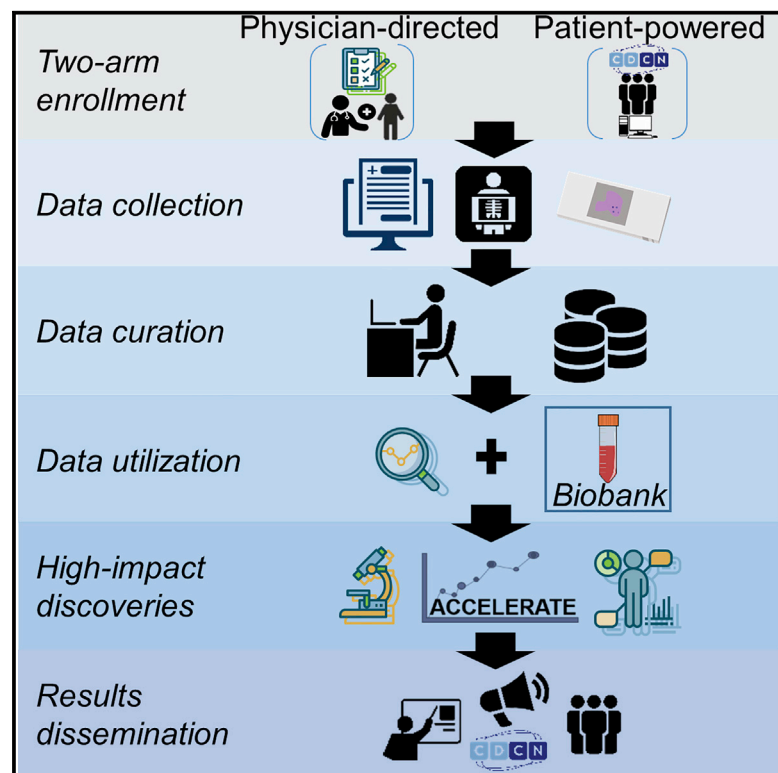 Physician-directed Patient-powered
Two-arm
enrollment
CDCN
Data collection
Data curation
Data utilization
+
Biobank
High-impact
discoveries
ACCELERATE
Results
dissemination
CDCN